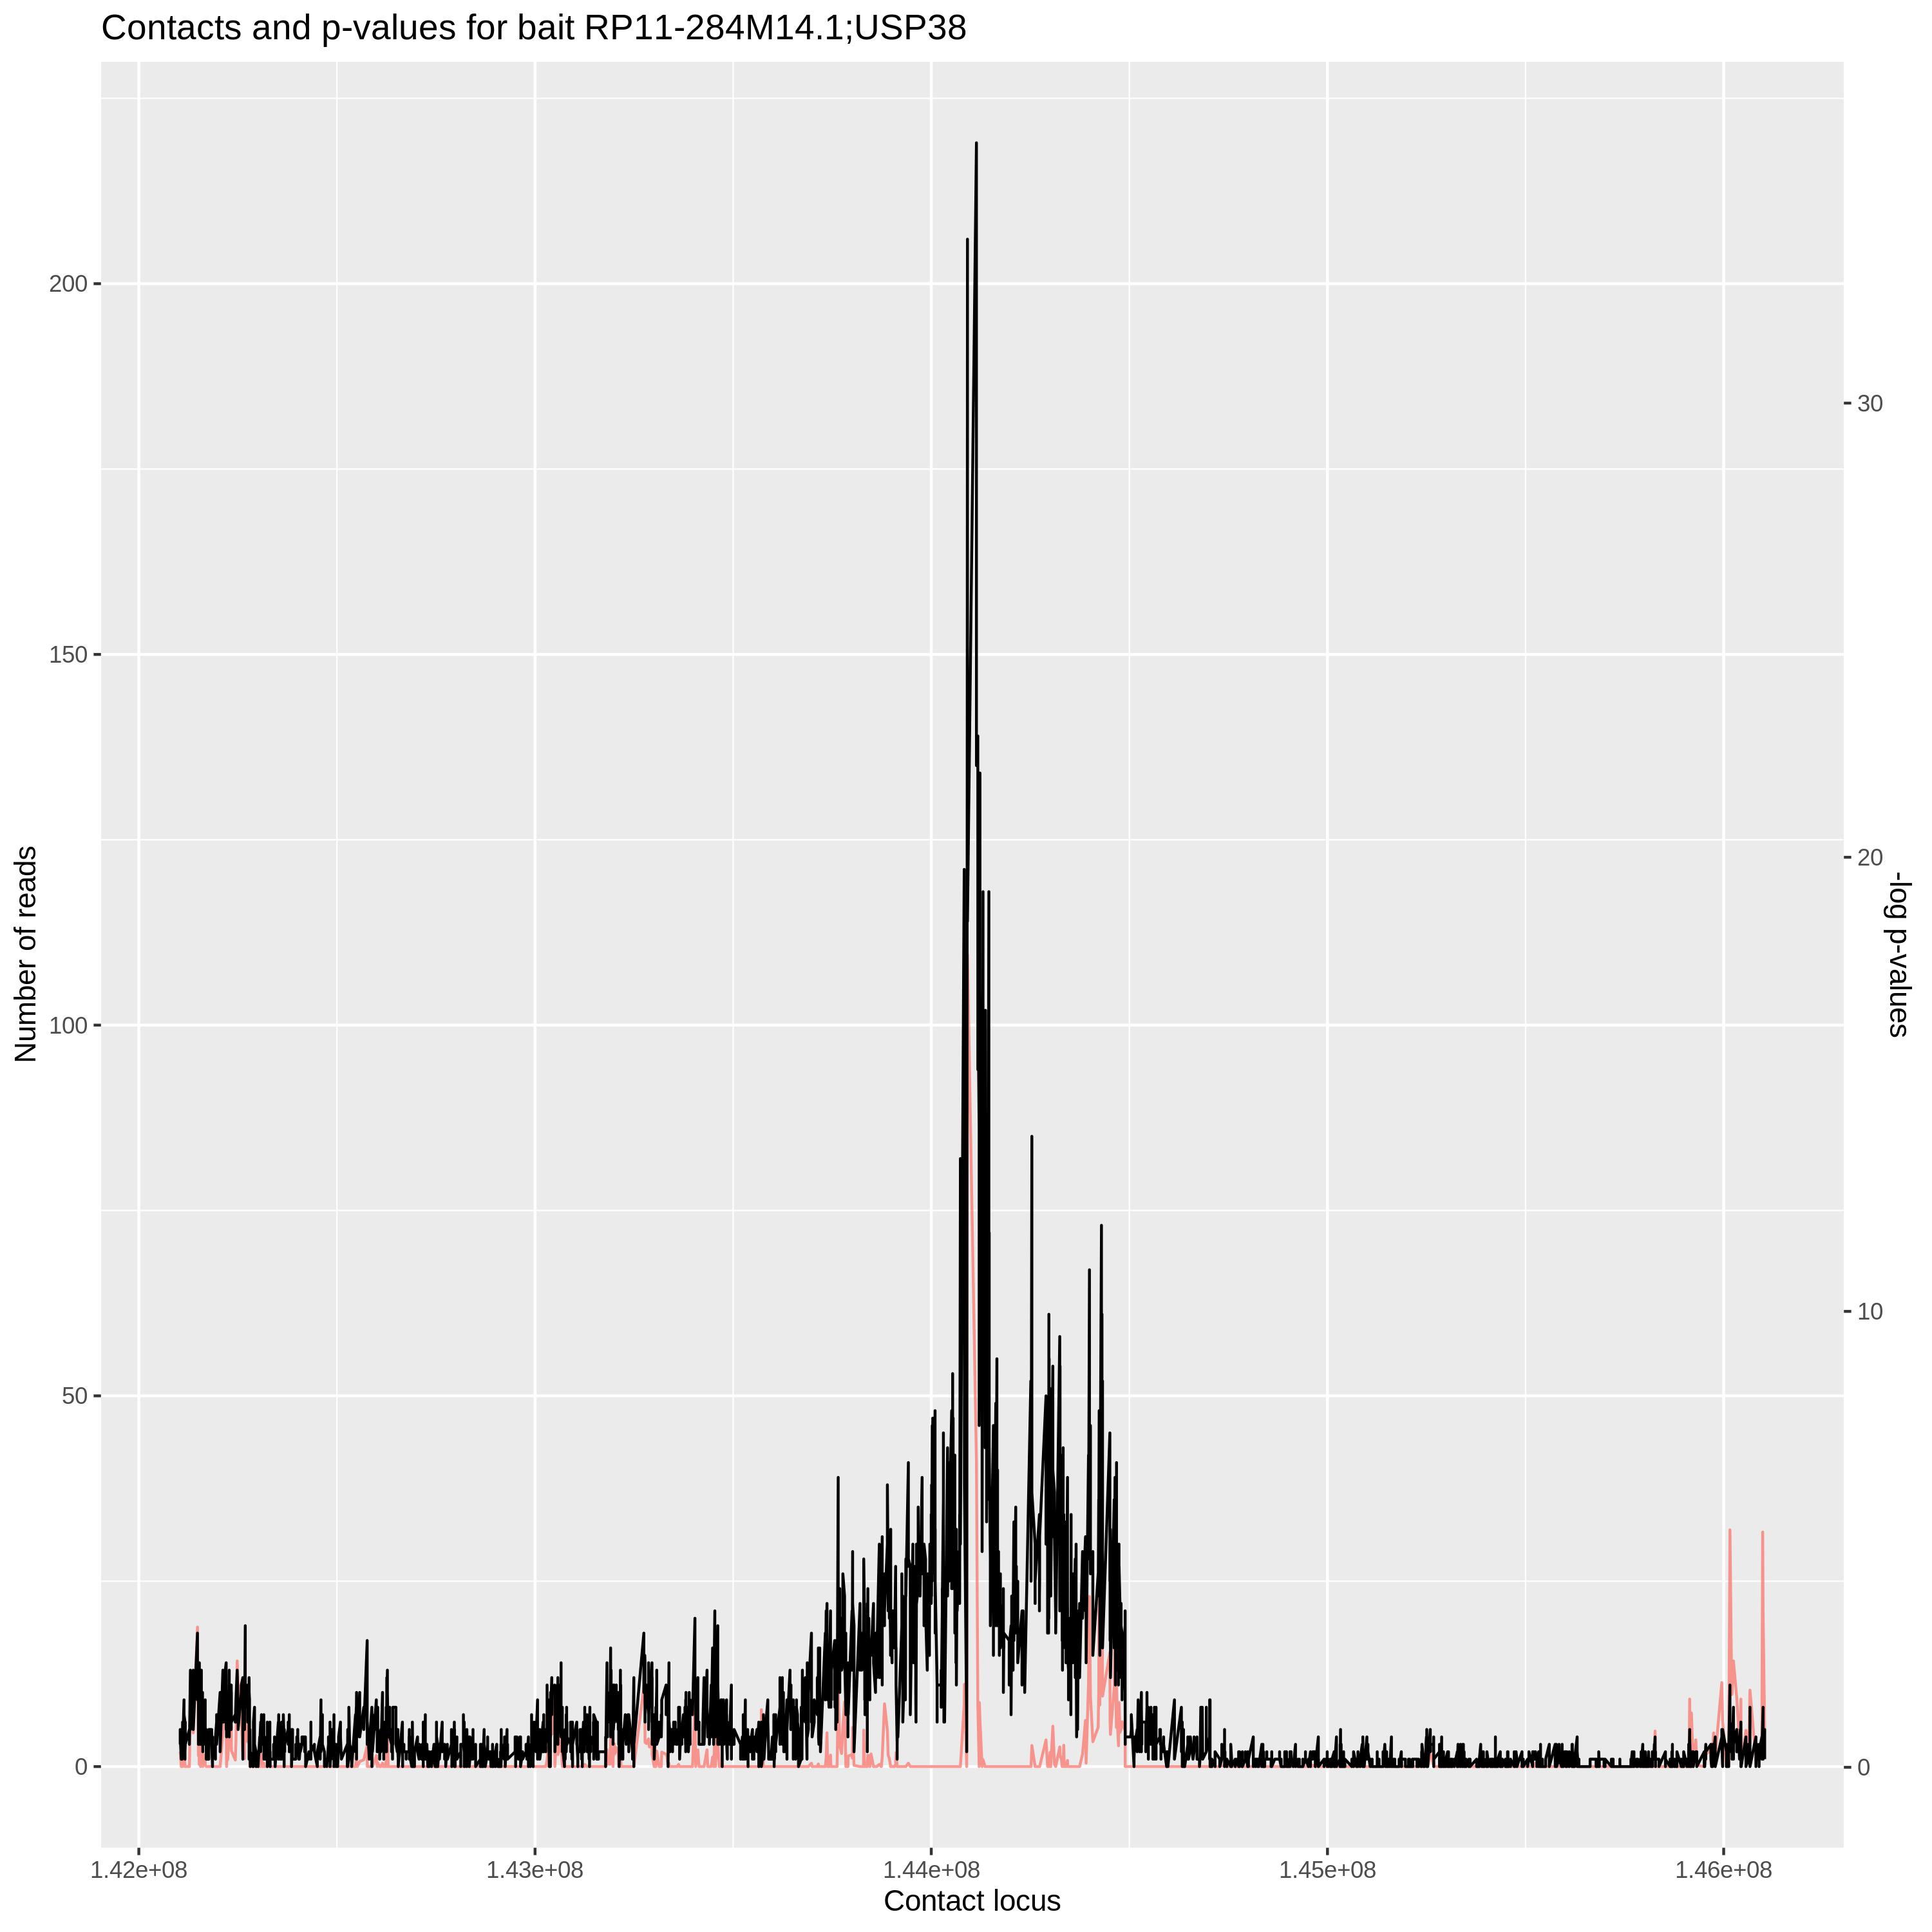 Contacts and p-values for bait RP11-284M14.1;USP38
Number of reads
200
150
100
50
0
30
20
10
0
-log p-values
1.42e+08
1.43e+08
1.44e+08
1.45e+08
1.46e+08
Contact locus